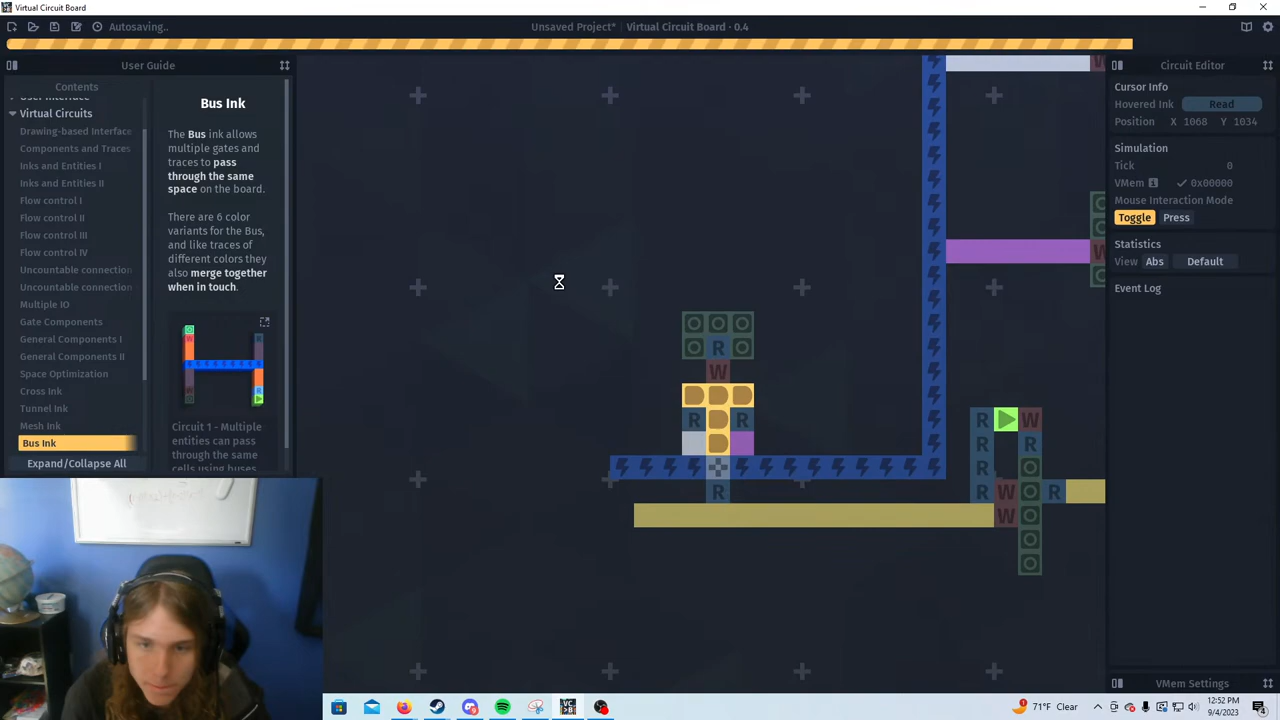 Virtual Circuit Board
Autosaving..
Unsaved Project* | Virtual Circuit Board · 0.4
User Guide
Circuit Editor
Contents
User Interface
Virtual Circuits
Drawing-based Interface
Components and Traces
Inks and Entities I
Inks and Entities II
Flow control I
Flow control II
Flow control III
Flow control IV
Uncountable connection
Uncountable connection
Multiple IO
Gate Components
General Components I
General Components II
Space Optimization
Cross Ink
Tunnel Ink
Mesh Ink
Bus Ink
Expand/Collapse All
Bus Ink
The Bus ink allows
multiple gates and
traces to pass
through the same
space on the board.
There are 6 color
variants for the Bus,
and like traces of
different colors they
also merge together
when in touch.
W R
W R
Circuit 1 - Multiple
entities can pass
through the same
cells using buses
W
W
R
W
R R
R
R W
R R
R
R W R
W
Cursor Info
Hovered Ink Read
Position X 1068 Y 1034
Simulation
Tick 0
VMem 0x00000
Mouse Interaction Mode
Toggle Press
Statistics
View Abs Default
Event Log
VMem Settings
71°F Clear
12:52 PM
9/4/2023